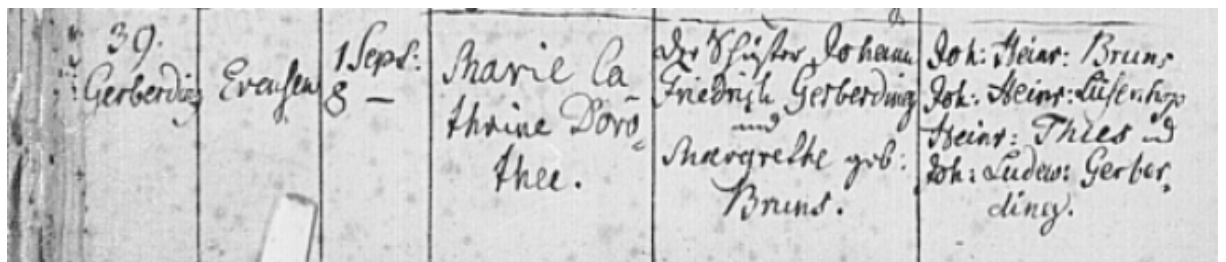 39.
Gerberding
Evensen
1 Sept:
8 —
Marie Ca-
thrine Doro-
thee.
Der Schuster Johann
Friedrich Gerberding
und
Margrethe geb:
Bruns.
Joh: Heinr: Bruns
Joh: Heinr:
Heinr: Thies und
Joh: Ludew: Gerber-
ding.